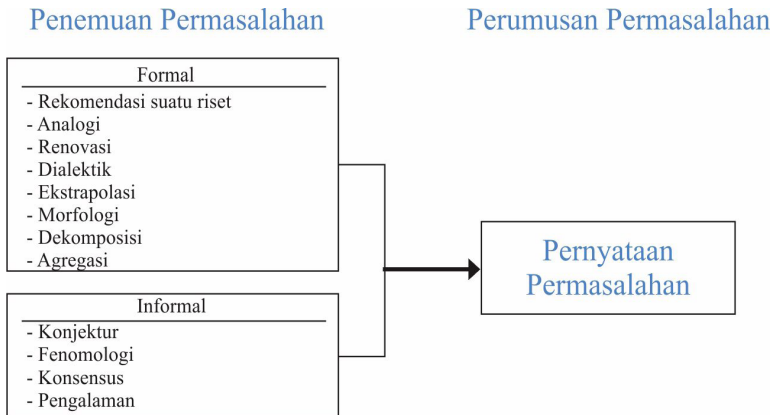 Penemuan Permasalahan
Perumusan Permasalahan
Formal
- Rekomendasi suatu riset
- Analogi
- Renovasi
- Dialektik
- Ekstrapolasi
- Morfologi
- Dekomposisi
- Agregasi
Pernyataan
Permasalahan
Informal
- Konjektur
- Fenomologi
- Konsensus
- Pengalaman